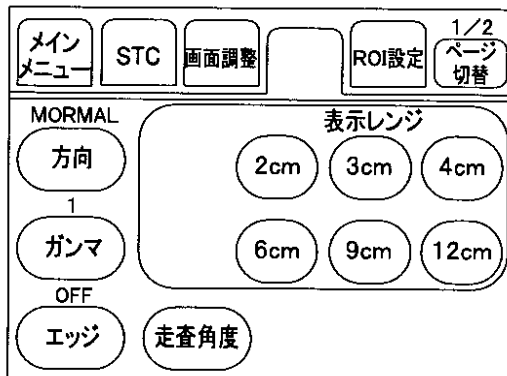 メイン
メニュー
STC
画面調整
ROI設定
1/2
ページ
切替
MORMAL
方向
表示レンジ
2cm
3cm
4cm
1
ガンマ
6cm
9cm
12cm
OFF
エッジ
走査角度